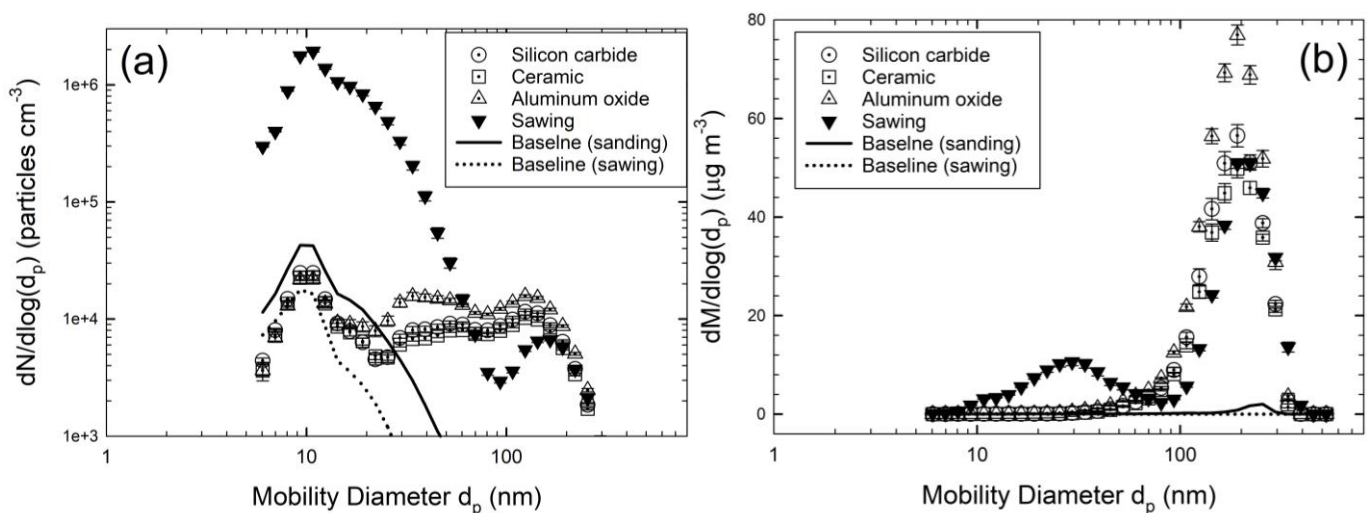 (a)
Silicon carbide
Ceramic
Aluminum oxide
Sawing
Baselne (sanding)
Baseline (sawing)
dN/dlog(dp) (particles cm-3)
1e+6
1e+5
1e+4
1e+3
1
10
100
Mobility Diameter dp (nm)
(b)
Silicon carbide
Ceramic
Aluminum oxide
Sawing
Baseline (sanding)
Baseline (sawing)
dM/dlog(dp) (μg m-3)
80
60
40
20
0
1
10
100
Mobility Diameter dp (nm)